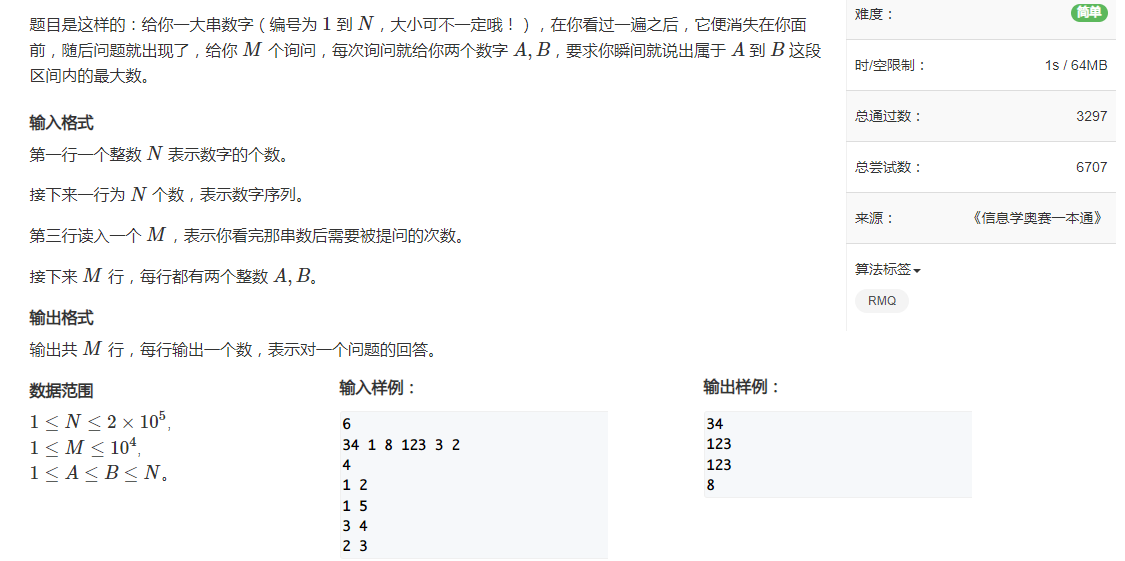 题目是这样的：给你一大串数字（编号为 1 到 N，大小可不一定哦！），在你看过一遍之后，它便消失在你面
前，随后问题就出现了，给你 M 个询问，每次询问就给你两个数字 A, B，要求你瞬间就说出属于 A 到 B 这段
区间内的最大数。
输入格式
第一行一个整数 N 表示数字的个数。
接下来一行为 N 个数，表示数字序列。
第三行读入一个 M，表示你看完那串数后需要被提问的次数。
接下来 M 行，每行都有两个整数 A, B。
输出格式
输出共 M 行，每行输出一个数，表示对一个问题的回答。
数据范围
1 ≤ N ≤ 2 × 10^5,
1 ≤ M ≤ 10^4,
1 ≤ A ≤ B ≤ N。
输入样例：
6
34 1 8 123 3 2
4
1 2
1 5
3 4
2 3
输出样例：
34
123
123
8
难度： 简单
时/空限制： 1s / 64MB
总通过数： 3297
总尝试数： 6707
来源： 《信息学奥赛一本通》
算法标签
RMQ